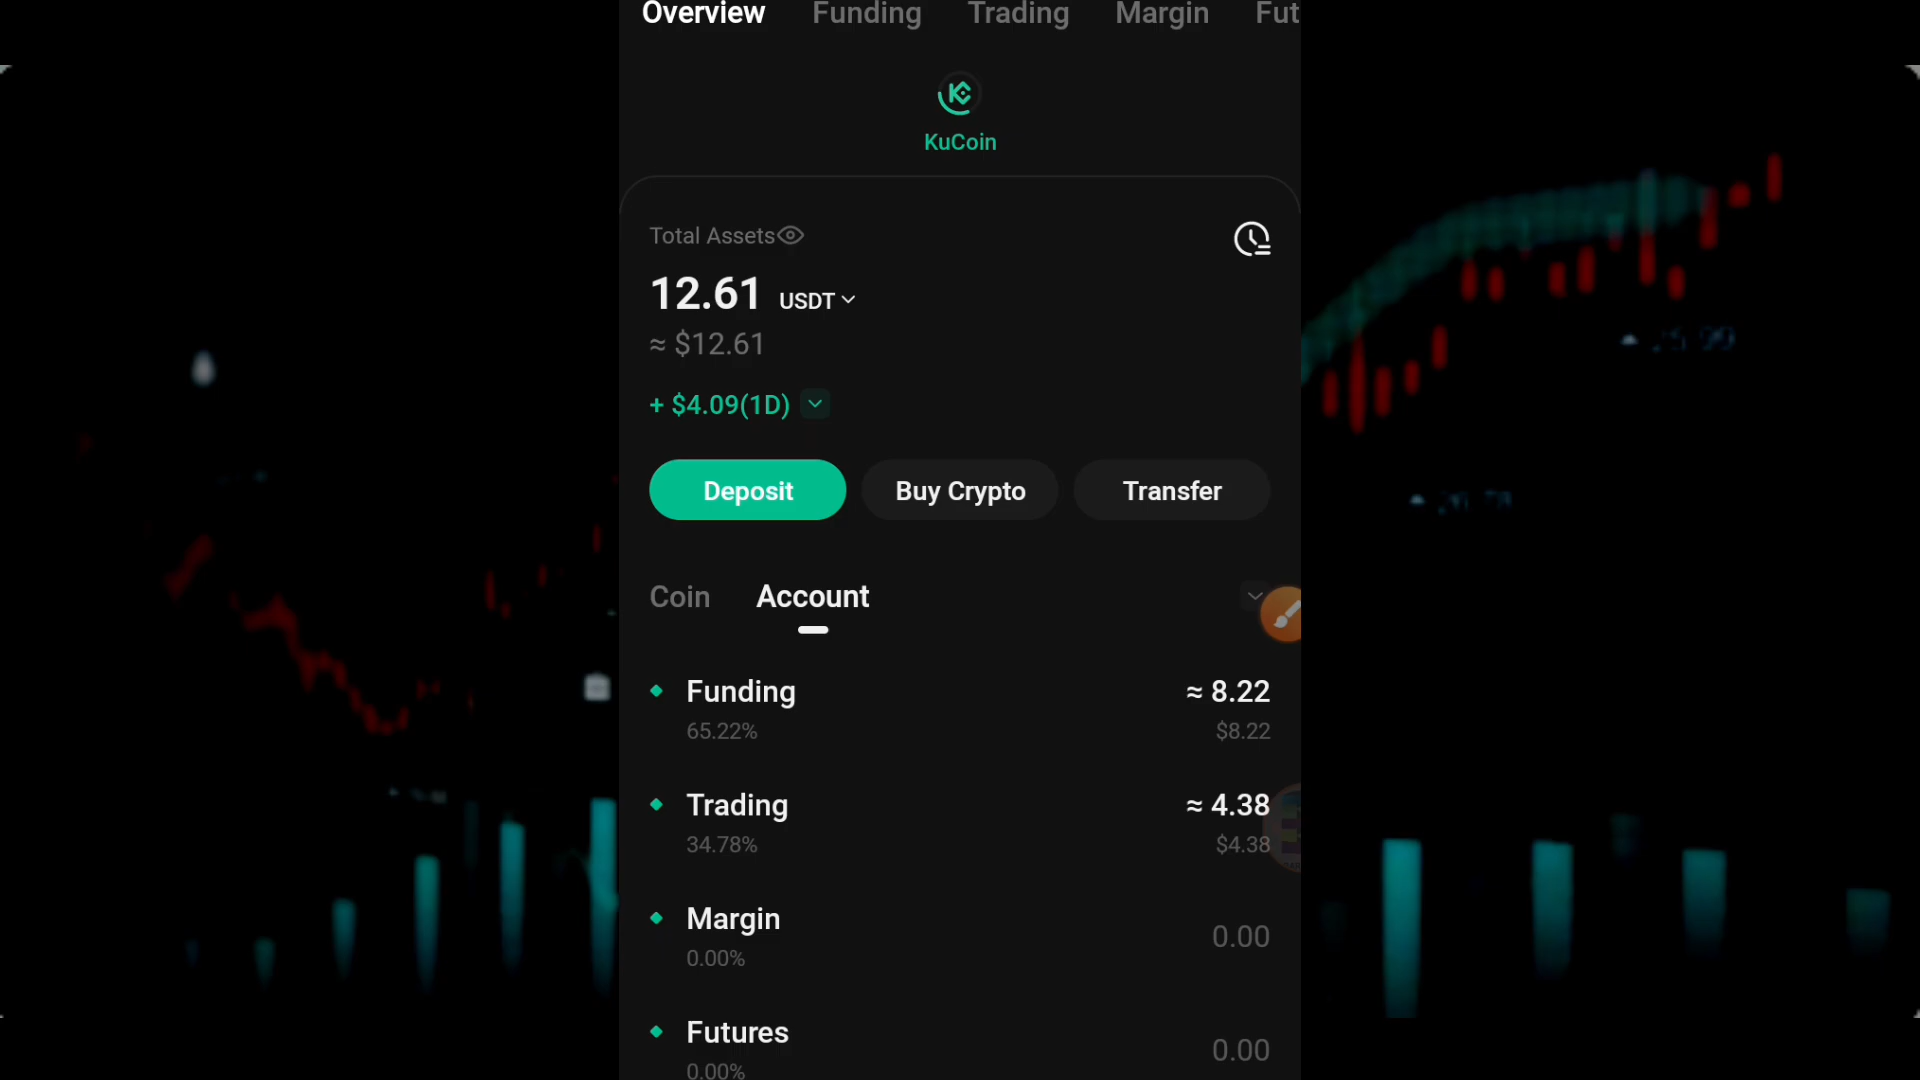 Overview Funding Trading Margin Fut
KuCoin
Total Assets
12.61 USDT
≈ $12.61
+ $4.09(1D)
Deposit Buy Crypto Transfer
Coin Account
Funding ≈ 8.22
65.22% $8.22
Trading ≈ 4.38
34.78% $4.38
Margin 0.00
0.00%
Futures 0.00
0.00%